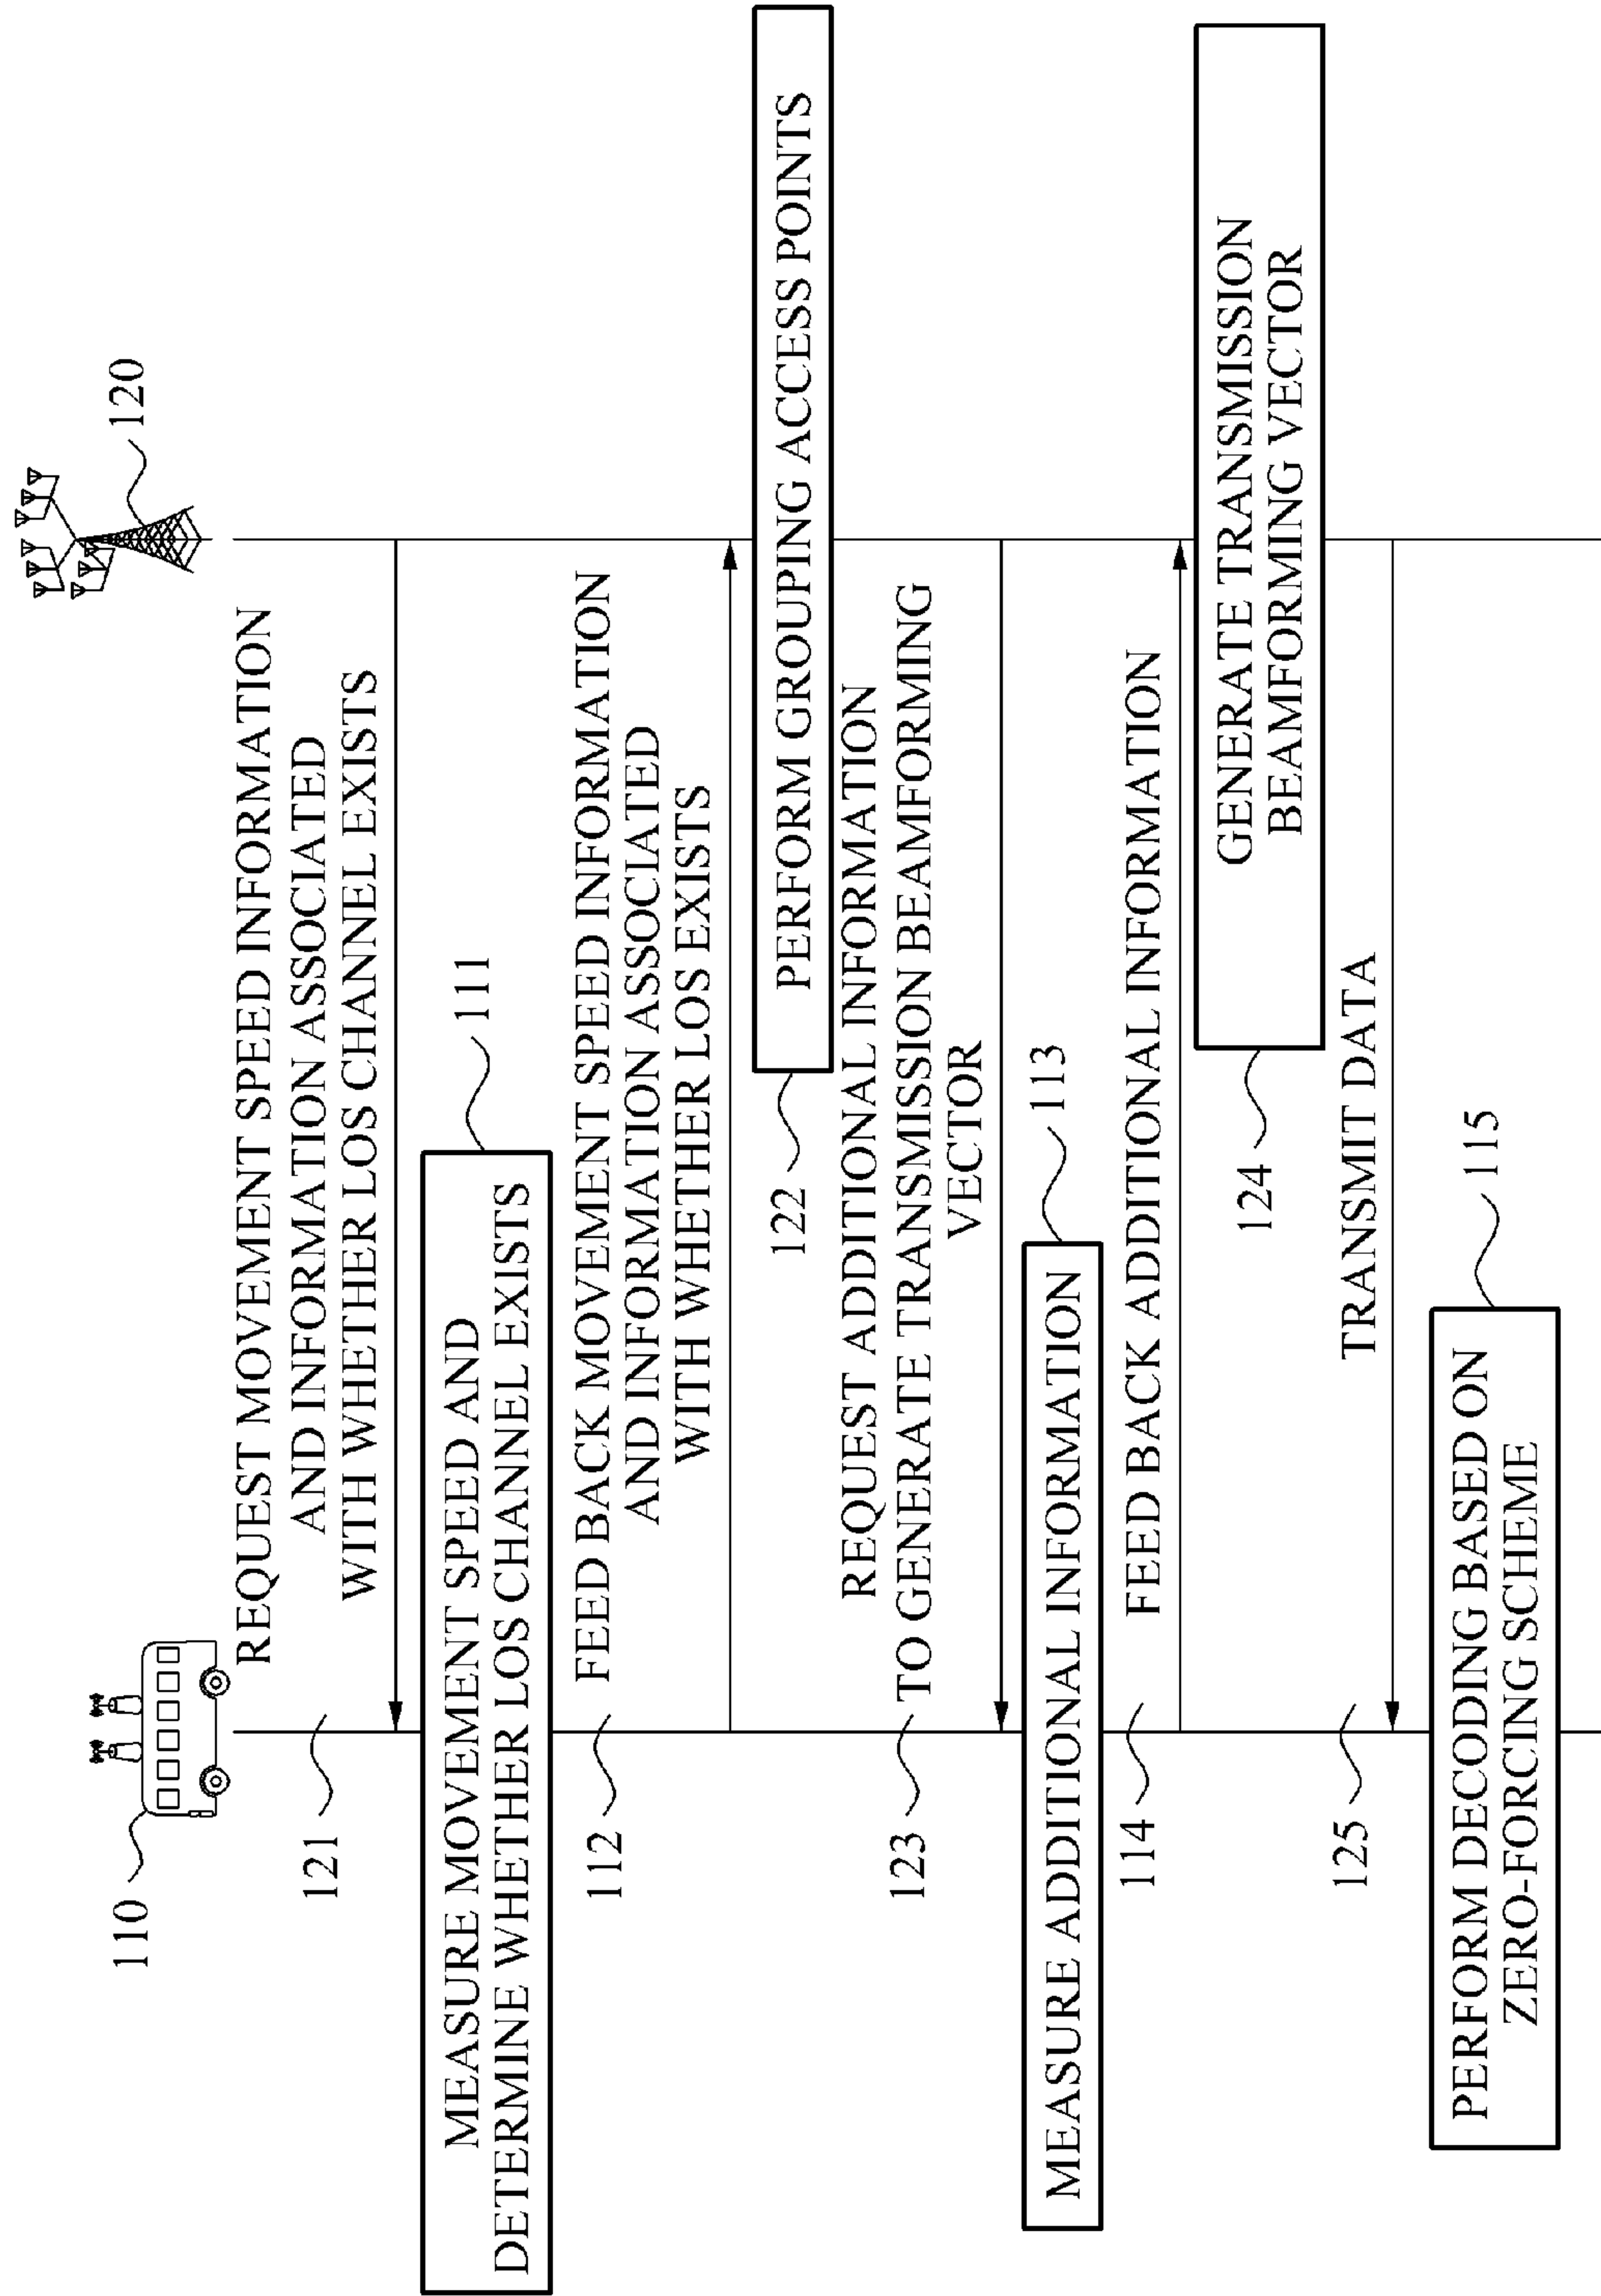 110
120
REQUEST MOVEMENT SPEED INFORMATION
AND INFORMATION ASSOCIATED
WITH WHETHER LOS CHANNEL EXISTS
121
MEASURE MOVEMENT SPEED AND
DETERMINE WHETHER LOS CHANNEL EXISTS
111
FEED BACK MOVEMENT SPEED INFORMATION
AND INFORMATION ASSOCIATED
WITH WHETHER LOS EXISTS
112
PERFORM GROUPING ACCESS POINTS
122
REQUEST ADDITIONAL INFORMATION
TO GENERATE TRANSMISSION BEAMFORMING
VECTOR
123
MEASURE ADDITIONAL INFORMATION
113
FEED BACK ADDITIONAL INFORMATION
114
GENERATE TRANSMISSION
BEAMFORMING VECTOR
124
TRANSMIT DATA
125
PERFORM DECODING BASED ON
ZERO-FORCING SCHEME
115